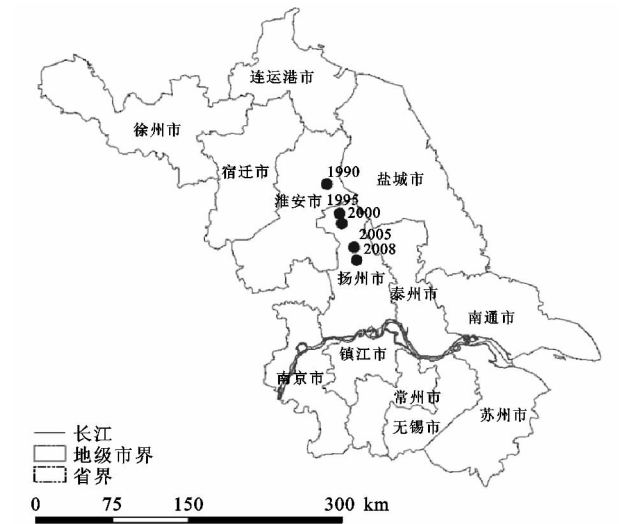 连云港市
徐州市
宿迁市
1990
盐城市
淮安市
1995
2000
2005
2008
扬州市
泰州市
南通市
镇江市
南京市
常州市
苏州市
无锡市
长江
地级市界
省界
0 75 150 300 km